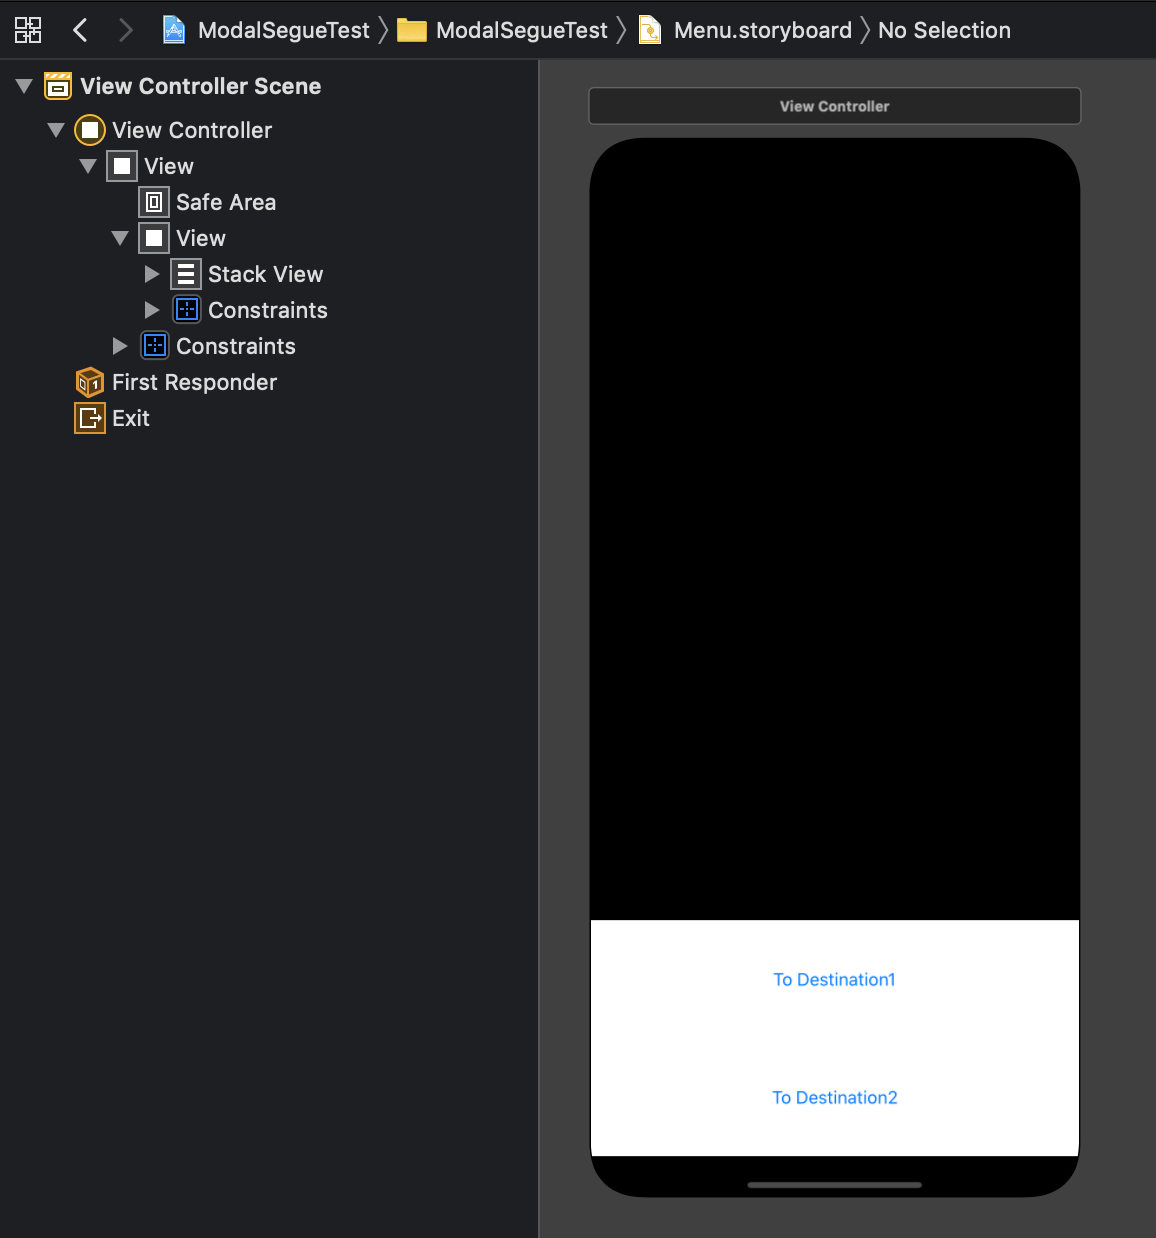 ModalSegueTest ModalSegueTest Menu.storyboard No Selection
View Controller Scene
View Controller
View
Safe Area
View
Stack View
Constraints
Constraints
First Responder
Exit
View Controller
To Destination1
To Destination2